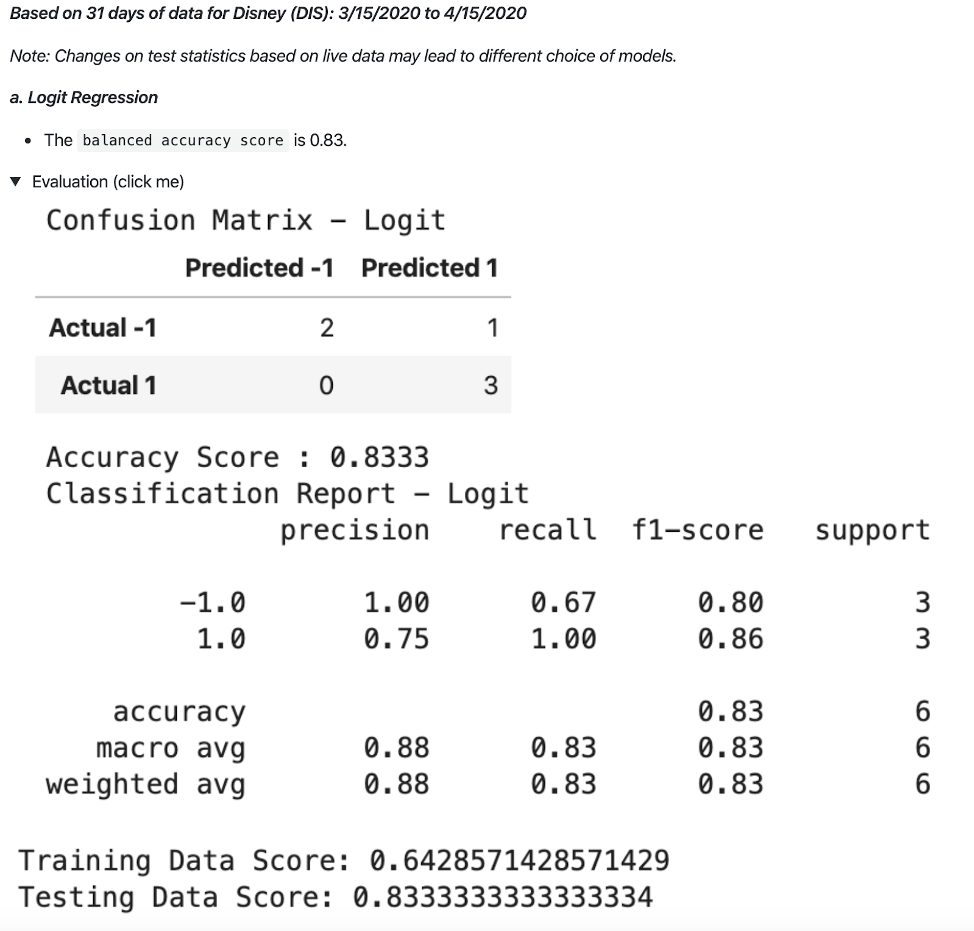 Based on 31 days of data for Disney (DIS): 3/15/2020 to 4/15/2020
Note: Changes on test statistics based on live data may lead to different choice of models.
a. Logit Regression
• The balanced accuracy score is 0.83.
▼ Evaluation (click me)
Confusion Matrix – Logit
Predicted -1 Predicted 1
Actual -1 2 1
Actual 1 0 3
Accuracy Score : 0.8333
Classification Report – Logit
precision recall f1-score support
-1.0 1.00 0.67 0.80 3
1.0 0.75 1.00 0.86 3
accuracy 0.83 6
macro avg 0.88 0.83 0.83 6
weighted avg 0.88 0.83 0.83 6
Training Data Score: 0.6428571428571429
Testing Data Score: 0.8333333333333334